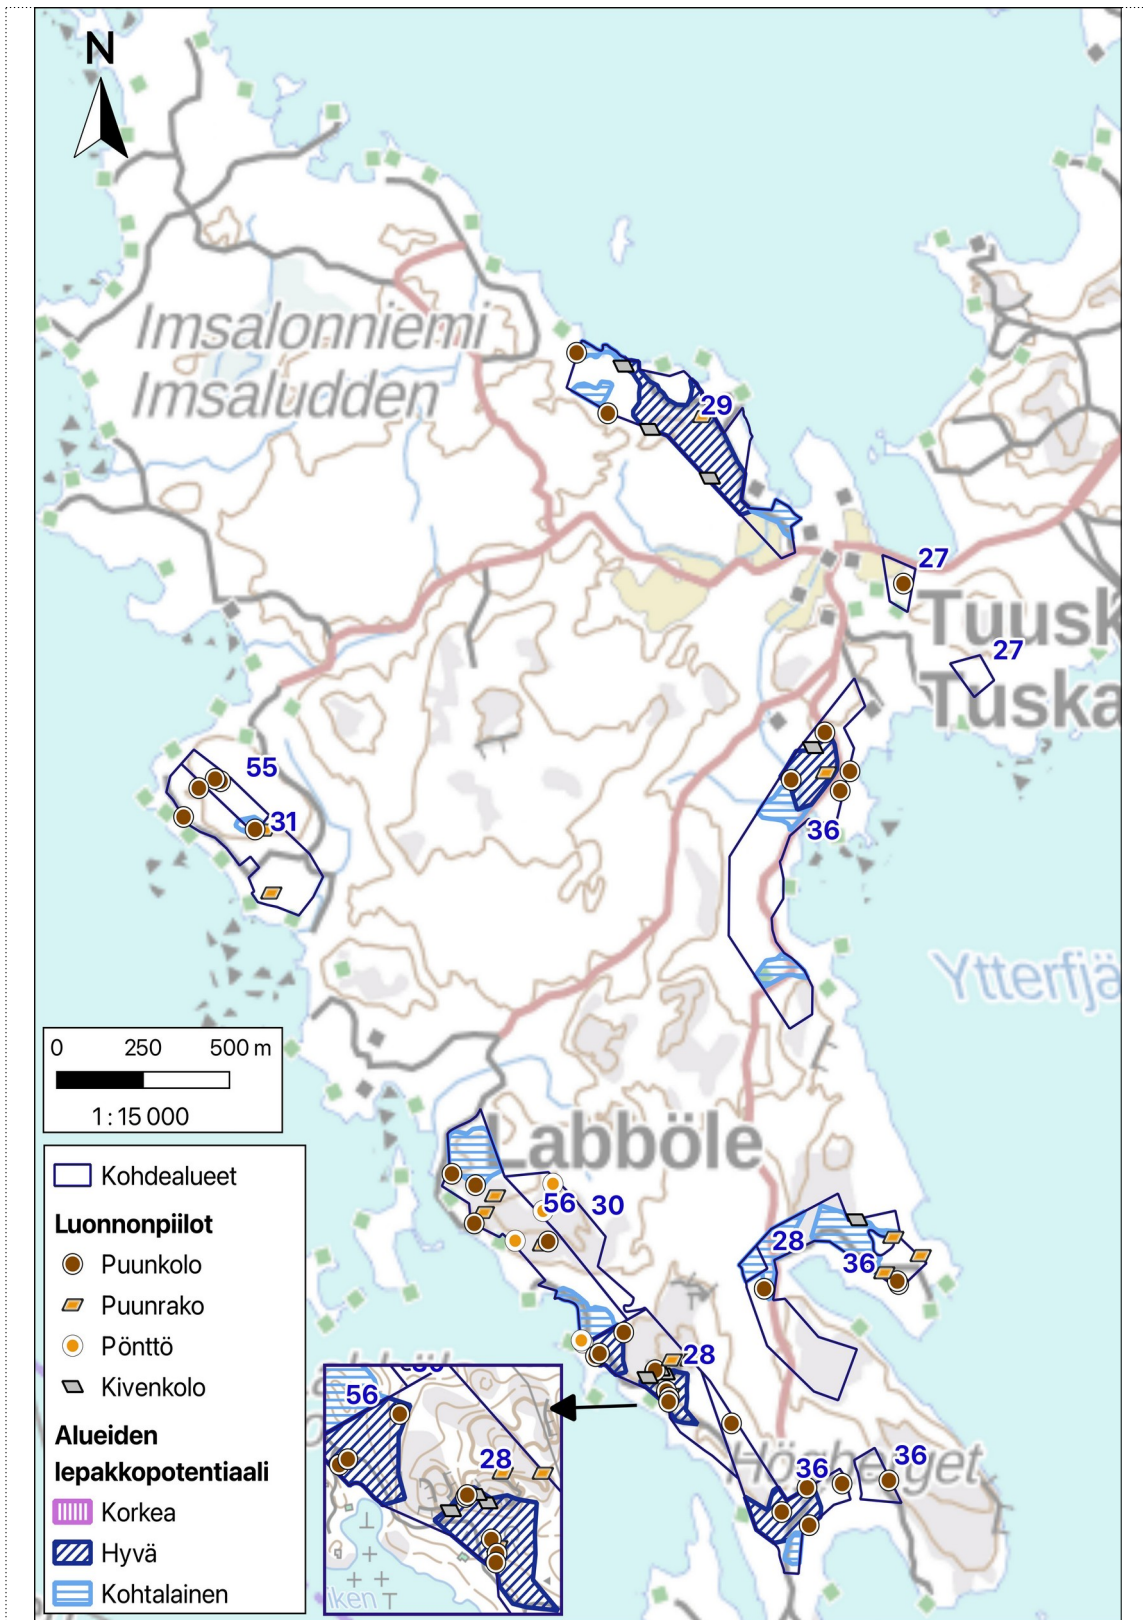 N
Imsalonniemi
Imsaludden
29
27
27
55
31
36
Ytterfjä
0 250 500 m
1 : 15 000
Labböle
56
30
28
36
28
Högberget
36
36
Kohdealueet
Luonnonpiilot
Puunkolo
Puunrako
Pönttö
Kivenkolo
Alueiden
lepakkopotentiaali
Korkea
Hyvä
Kohtalainen
56
28
iken
Tuusk
Tuska